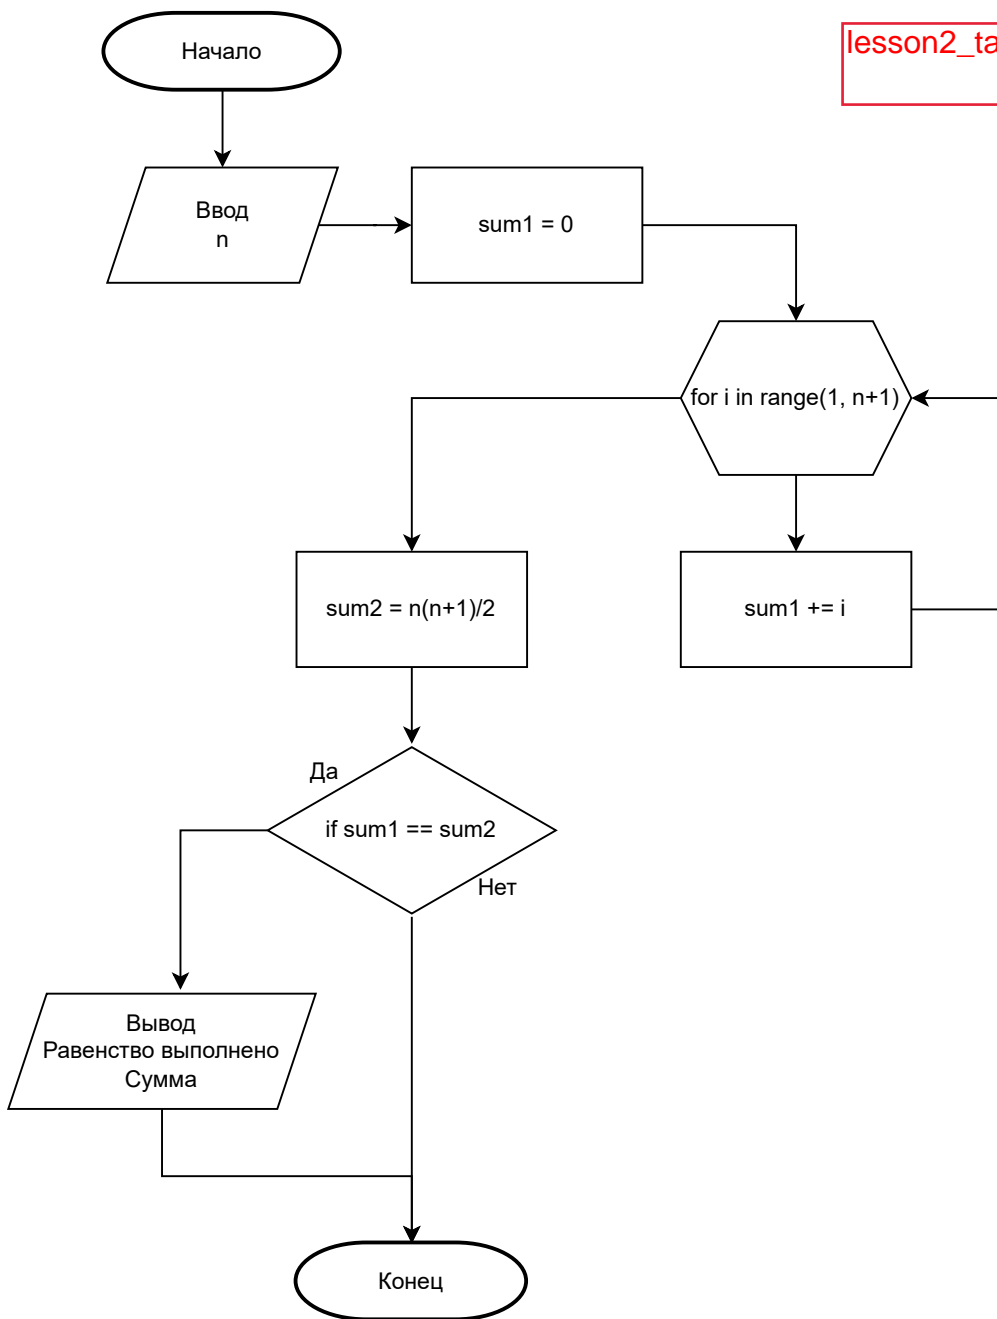 Начало
lesson2_ta
Ввод
n
sum1 = 0
for i in range(1, n+1)
sum2 = n(n+1)/2
sum1 += i
Да
if sum1 == sum2
Нет
Вывод
Равенство выполнено
Сумма
Конец